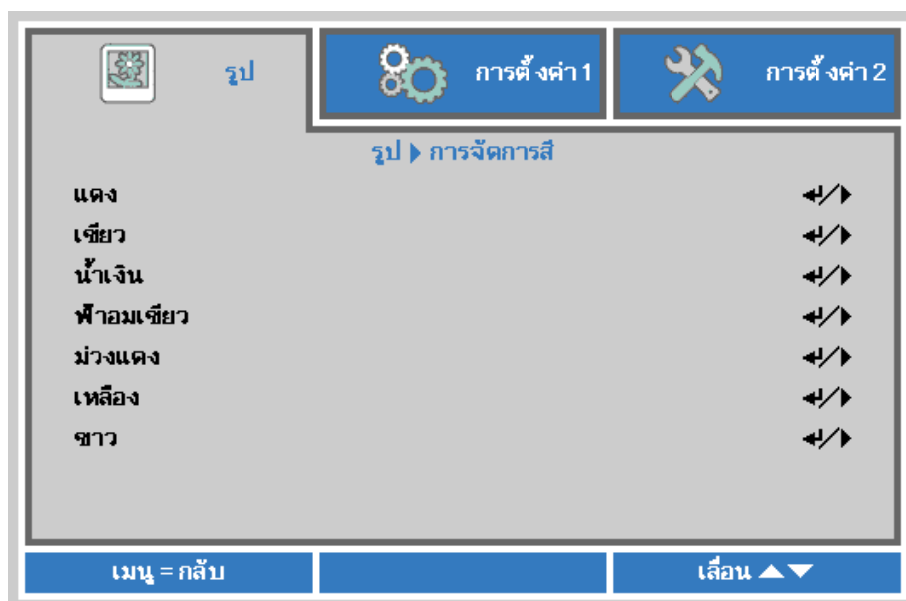 รูป
การตั้งค่า 1
การตั้งค่า 2
รูป ▶ การจัดการสี
แดง
เขียว
น้ำเงิน
ฟ้าอมเขียว
ม่วงแดง
เหลือง
ขาว
เมนู = กลับ
เลื่อน ▲▼